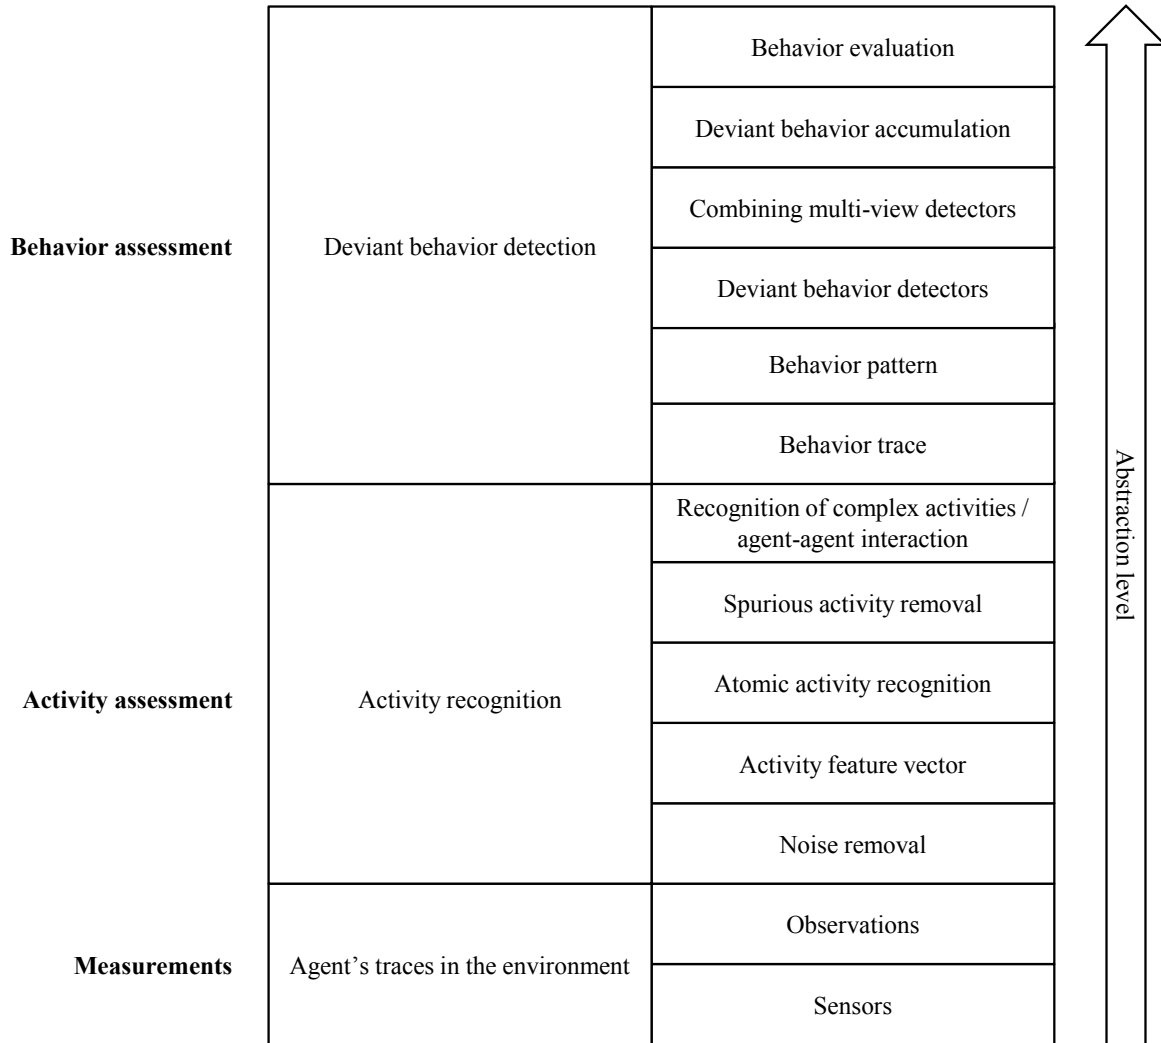 Behavior evaluation
Deviant behavior accumulation
Combining multi-view detectors
Behavior assessment
Deviant behavior detection
Deviant behavior detectors
Behavior pattern
Behavior trace
Recognition of complex activities /
agent-agent interaction
Spurious activity removal
Activity assessment
Activity recognition
Atomic activity recognition
Activity feature vector
Noise removal
Observations
Measurements
Agent’s traces in the environment
Sensors
Abstraction level